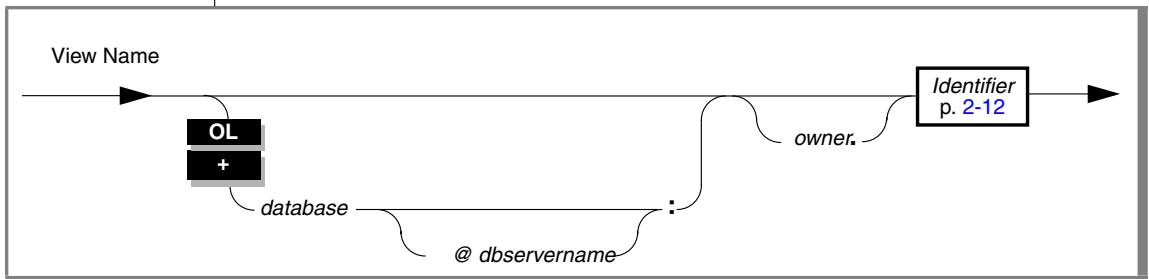 View Name
Identifier
p. 2-12
OL
+
owner.
database
:
@ dbservername